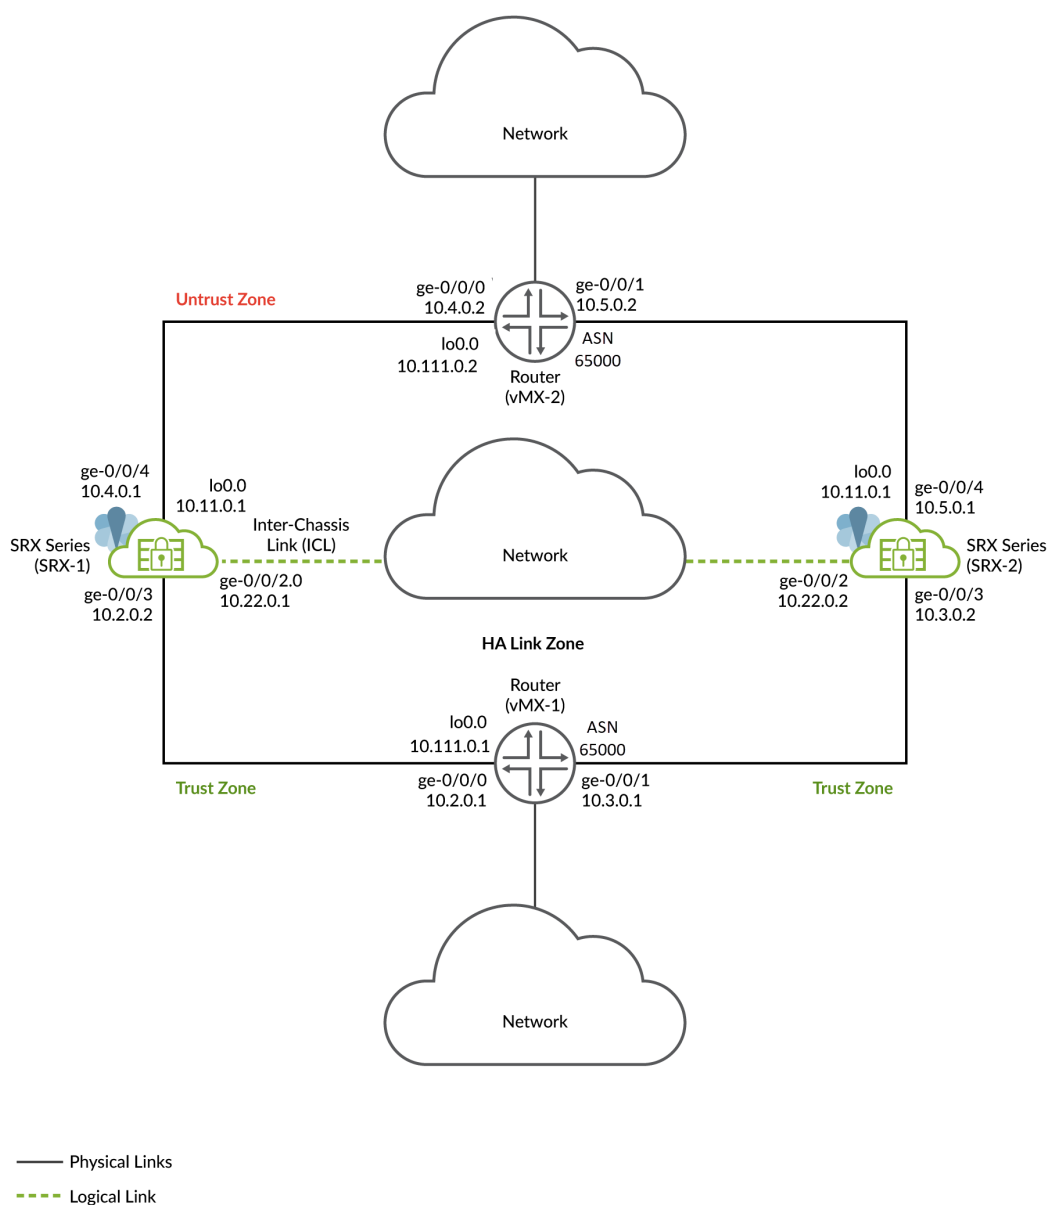 Network
ge-0/0/0
10.4.0.2
ge-0/0/1
10.5.0.2
Untrust Zone
lo0.0
10.111.0.2
ASN
65000
Router
(vMX-2)
ge-0/0/4
10.4.0.1
lo0.0
10.11.0.1
Inter-Chassis
Link (ICL)
SRX Series
(SRX-1)
ge-0/0/3
10.2.0.2
ge-0/0/2.0
10.22.0.1
Network
lo0.0
10.11.0.1
ge-0/0/4
10.5.0.1
SRX Series
(SRX-2)
ge-0/0/2
10.22.0.2
ge-0/0/3
10.3.0.2
HA Link Zone
Router
(vMX-1)
lo0.0
10.111.0.1
ASN
65000
ge-0/0/0
10.2.0.1
ge-0/0/1
10.3.0.1
Trust Zone
Trust Zone
Network
Physical Links
Logical Link